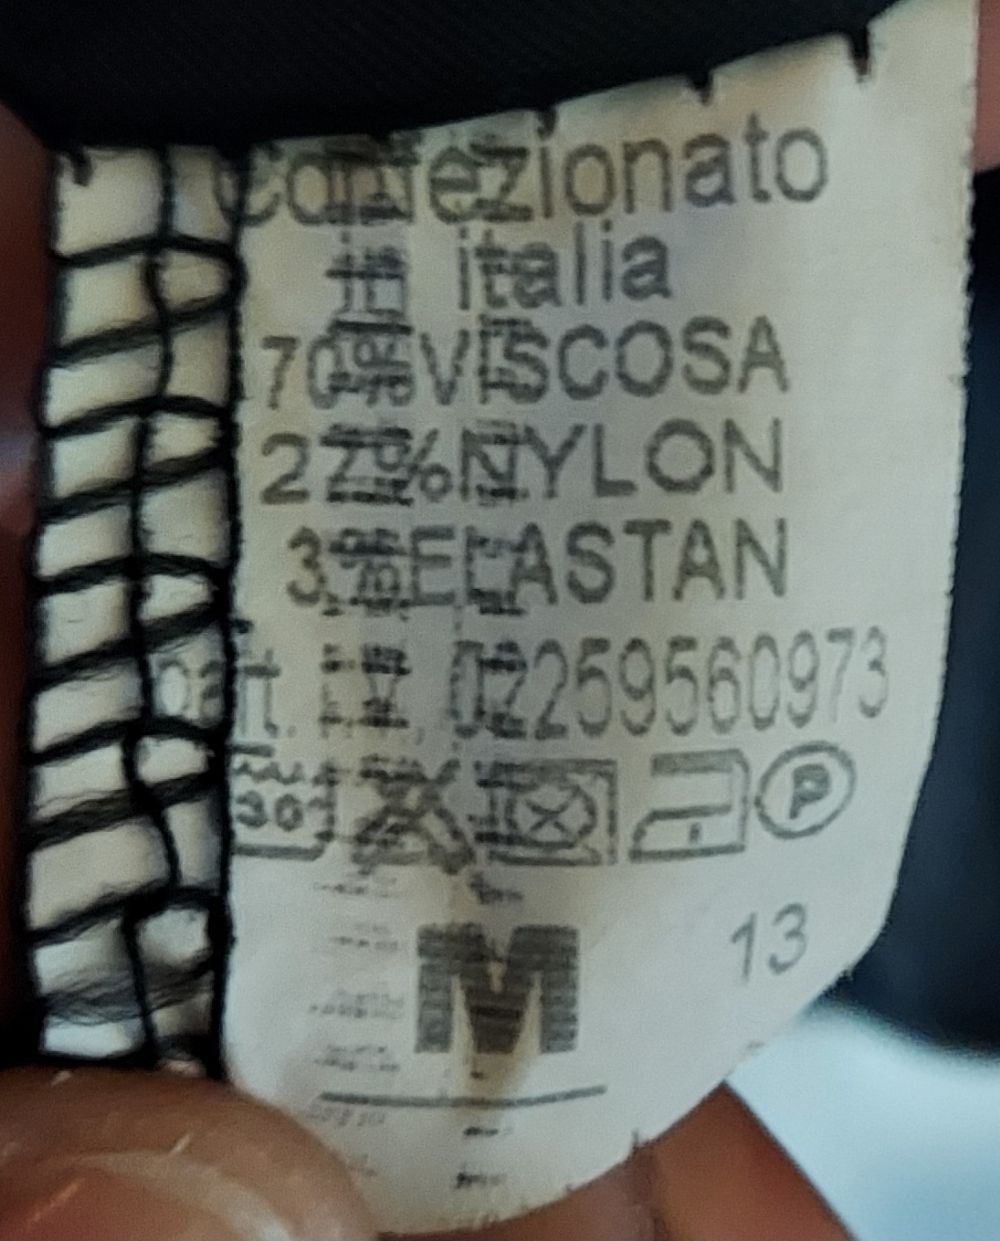 Confezionato
in italia
70%VISCOSA
27%NYLON
3%ELASTAN
part. I.V. 02259560973
30°
P
M
13